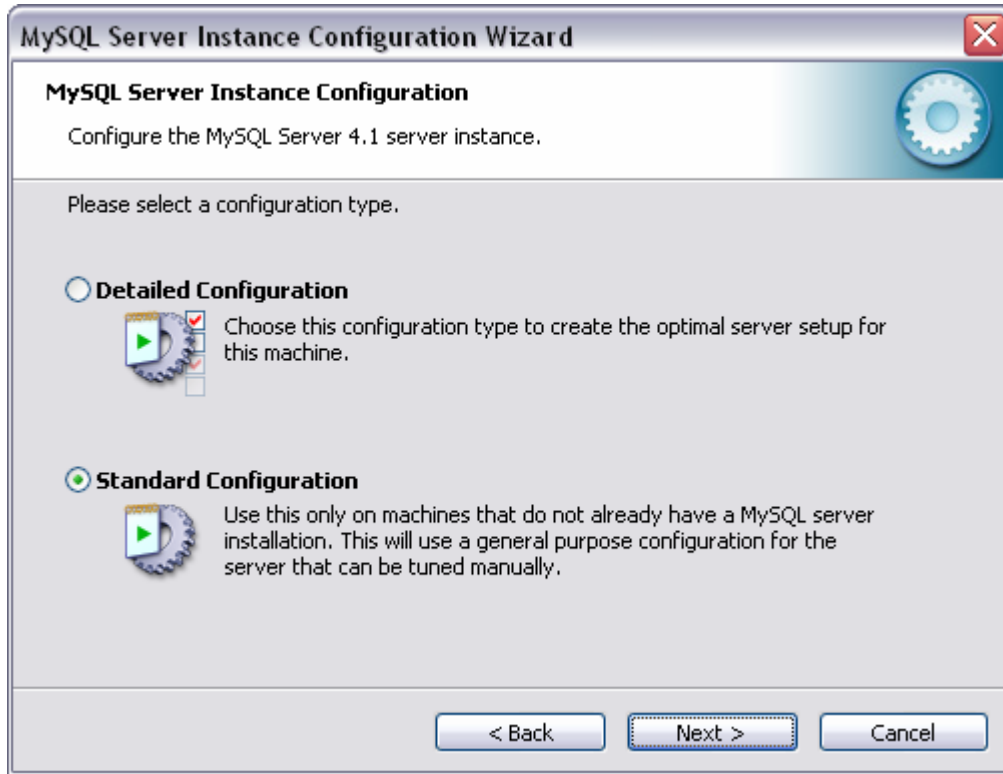 MySQL Server Instance Configuration Wizard
MySQL Server Instance Configuration
Configure the MySQL Server 4.1 server instance.
Please select a configuration type.
Detailed Configuration
Choose this configuration type to create the optimal server setup for
this machine.
Standard Configuration
Use this only on machines that do not already have a MySQL server
installation. This will use a general purpose configuration for the
server that can be tuned manually.
< Back
Next >
Cancel